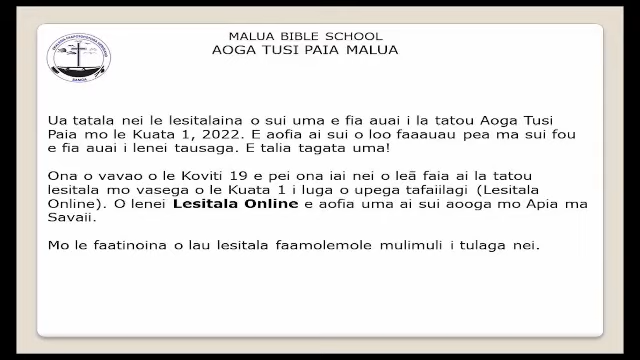 MALUA BIBLE SCHOOL
AOGA TUSI PAIA MALUA
Ua tatala nei le lesitalaina o sui uma e fia auai i la tatou Aoga Tusi
Paia mo le Kuata 1, 2022. E aofia ai sui o loo faaauau pea ma sui fou
e fia auai i lenei tausaga. E talia tagata uma!
Ona o vavao o le Koviti 19 e pei ona iai nei o leā faia ai la tatou
lesitala mo vasega o le Kuata 1 i luga o upega tafaiilagi (Lesitala
Online). O lenei Lesitala Online e aofia uma ai sui aooga mo Apia ma
Savaii.
Mo le faatinoina o lau lesitala faamolemole mulimuli i tulaga nei.